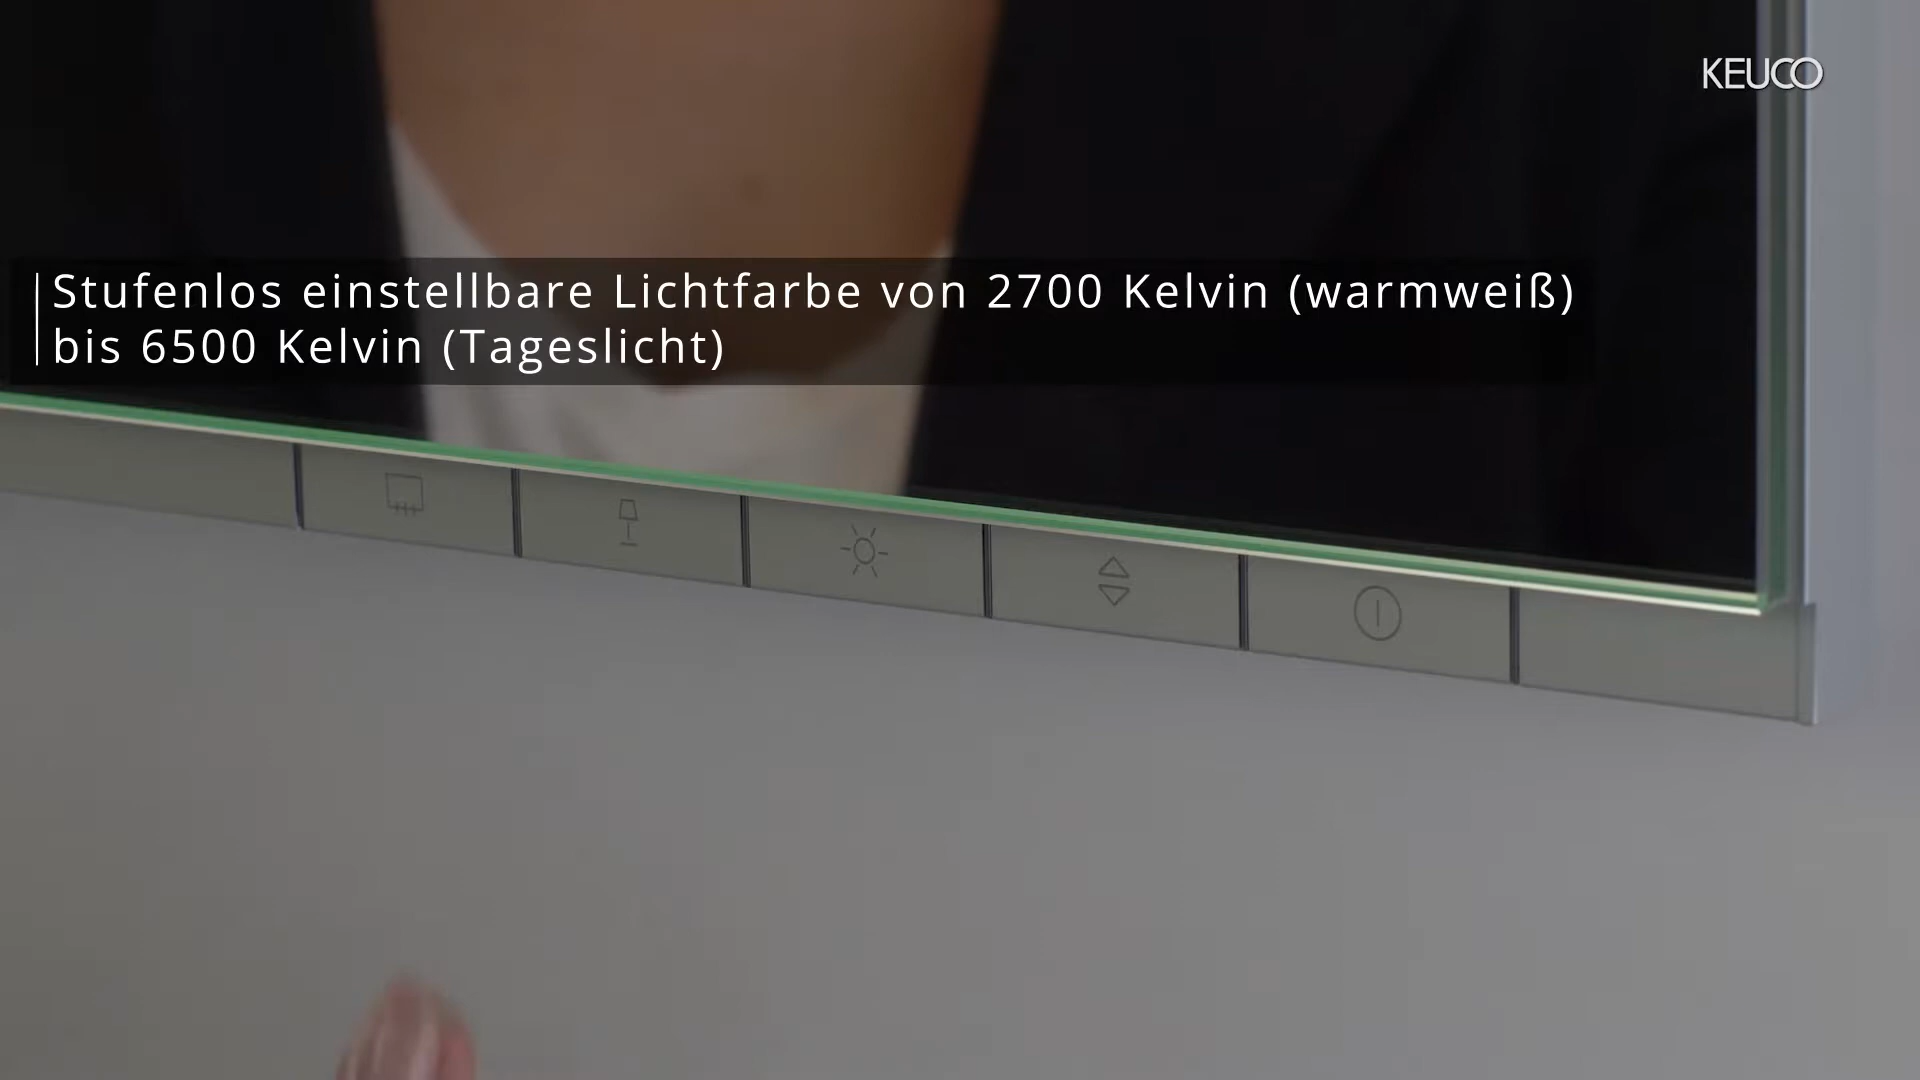 KEUCO
Stufenlos einstellbare Lichtfarbe von 2700 Kelvin (warmweiß)
bis 6500 Kelvin (Tageslicht)